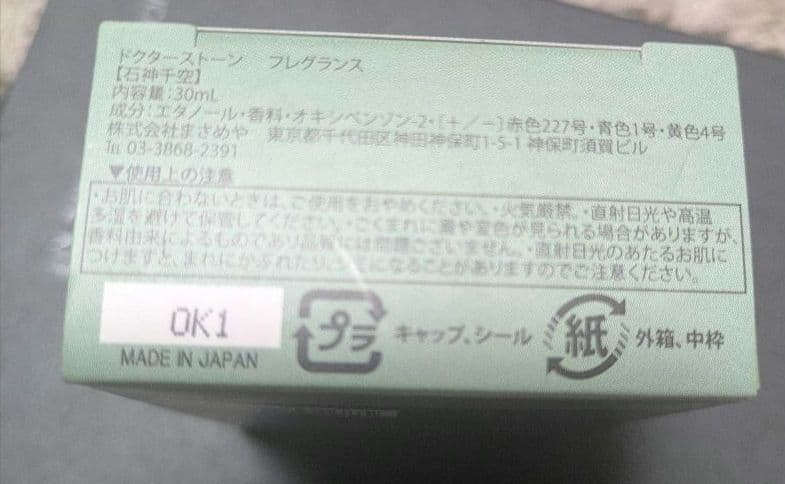 ドクターストーン　フレグランス
【石神千空】
内容量：30mL
成分：エタノール・香料・オキシベンゾン-2・［＋／－］赤色227号・青色1号・黄色4号
株式会社まさめや　東京都千代田区神田神保町1-5-1 神保町須賀ビル
℡ 03-3868-2391
▼使用上の注意
・お肌に合わないときは、ご使用をおやめください。・火気厳禁。・直射日光や高温
多湿を避けて保管してください。・ごくまれに濁や変色が見られる場合がありますが、
香料由来によるものであり品質には問題ございません。・直射日光のあたるお肌に
つけますと、まれにかぶれたり、シミになることがありますのでご注意ください。
OK1
プラ
キャップ、シール
紙
外箱、中枠
MADE IN JAPAN